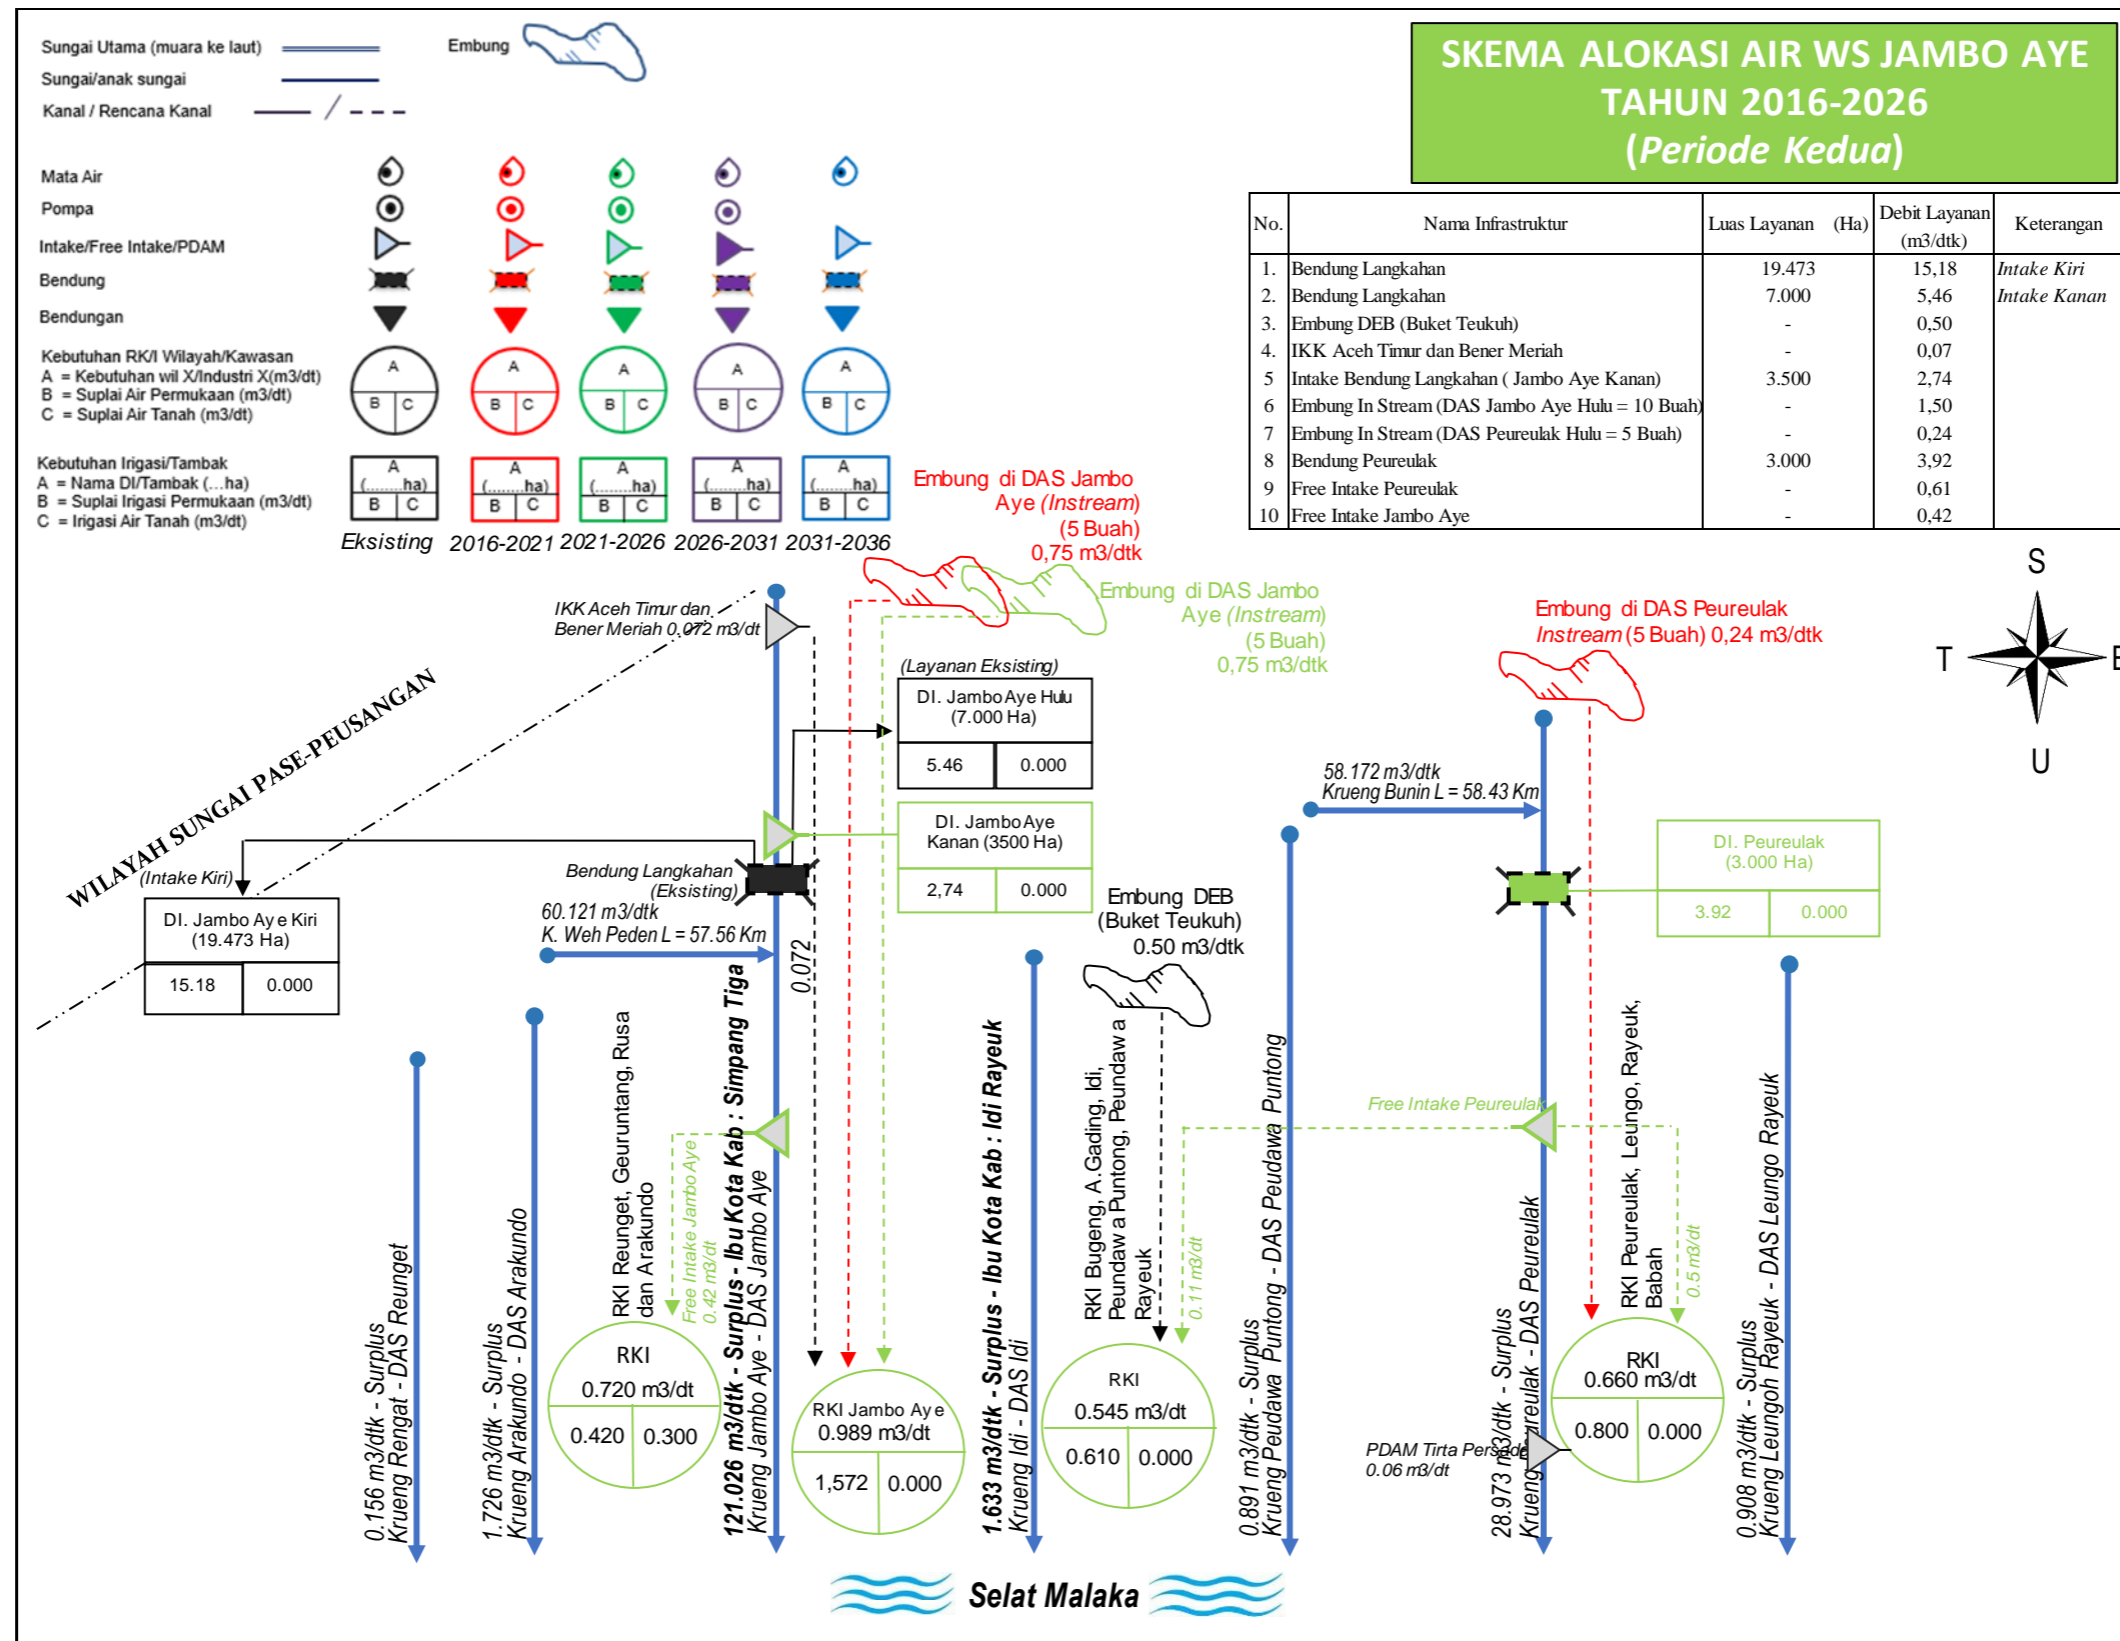 Sungai Utama (muara ke laut)
Sungai/anak sungai
Kanal / Rencana Kanal
Embung
SKEMA ALOKASI AIR WS JAMBO AYE
TAHUN 2016-2026
(Periode Kedua)
Mata Air
Pompa
Intake/Free Intake/PDAM
Bendung
Bendungan
Kebutuhan RK/I Wilayah/Kawasan
A = Kebutuhan wil X/Industri X(m3/dt)
B = Suplai Air Permukaan (m3/dt)
C = Suplai Air Tanah (m3/dt)
A A A A A
B C B C B C B C B C
Kebutuhan Irigasi/Tambak
A = Nama DI/Tambak (...ha)
B = Suplai Irigasi Permukaan (m3/dt)
C = Irigasi Air Tanah (m3/dt)
A A A A A
(.......ha) (.......ha) (.......ha) (.......ha) (.......ha)
B C B C B C B C B C
Eksisting 2016-2021 2021-2026 2026-2031 2031-2036
No. Nama Infrastruktur Luas Layanan (Ha) Debit Layanan (m3/dtk) Keterangan
1. Bendung Langkahan 19.473 15,18 Intake Kiri
2. Bendung Langkahan 7.000 5,46 Intake Kanan
3. Embung DEB (Buket Teukuh) - 0,50
4. IKK Aceh Timur dan Bener Meriah - 0,07
5 Intake Bendung Langkahan ( Jambo Aye Kanan) 3.500 2,74
6 Embung In Stream (DAS Jambo Aye Hulu = 10 Buah) - 1,50
7 Embung In Stream (DAS Peureulak Hulu = 5 Buah) - 0,24
8 Bendung Peureulak 3.000 3,92
9 Free Intake Peureulak - 0,61
10 Free Intake Jambo Aye - 0,42
Embung di DAS Jambo
Aye (Instream)
(5 Buah)
0,75 m3/dtk
Embung di DAS Jambo
Aye (Instream)
(5 Buah)
0,75 m3/dtk
Embung di DAS Peureulak
Instream (5 Buah) 0,24 m3/dtk
S
T E
U
IKK Aceh Timur dan
Bener Meriah 0.072 m3/dt
WILAYAH SUNGAI PASE-PEUSANGAN
(Layanan Eksisting)
DI. Jambo Aye Hulu
(7.000 Ha)
5.46 0.000
DI. Jambo Aye
Kanan (3500 Ha)
2,74 0.000
58.172 m3/dtk
Krueng Bunin L = 58.43 Km
DI. Peureulak
(3.000 Ha)
3.92 0.000
(Intake Kiri)
DI. Jambo Aye Kiri
(19.473 Ha)
15.18 0.000
Bendung Langkahan
(Eksisting)
60.121 m3/dtk
K. Weh Peden L = 57.56 Km
0.072
Embung DEB
(Buket Teukuh)
0.50 m3/dtk
0.156 m3/dtk - Surplus
Krueng Rengat - DAS Reunget
1.726 m3/dtk - Surplus
Krueng Arakundo - DAS Arakundo
RKI Reunget, Geuruntang, Rusa
dan Arakundo
Free Intake Jambo Aye
0.42 m3/dt
RKI
0.720 m3/dt
0.420 0.300
121.026 m3/dtk - Surplus - Ibu Kota Kab : Simpang Tiga
Krueng Jambo Aye - DAS Jambo Aye
RKI Jambo Aye
0.989 m3/dt
1,572 0.000
1.633 m3/dtk - Surplus - Ibu Kota Kab : Idi Rayeuk
Krueng Idi - DAS Idi
RKI Bugeng, A.Gading, Idi,
Peundawa Puntong, Peundawa
Rayeuk
0.11 m3/dt
RKI
0.545 m3/dt
0.610 0.000
0.891 m3/dtk - Surplus
Krueng Peudawa Puntong - DAS Peudawa Puntong
Free Intake Peureulak
28.973 m3/dtk - Surplus
Krueng Peureulak - DAS Peureulak
PDAM Tirta
0.06 m3/dt
RKI Peureulak, Leungo, Rayeuk,
Babah
0.5 m3/dt
RKI
0.660 m3/dt
0.800 0.000
0.908 m3/dtk - Surplus
Krueng Leungoh Rayeuk - DAS Leungo Rayeuk
Selat Malaka